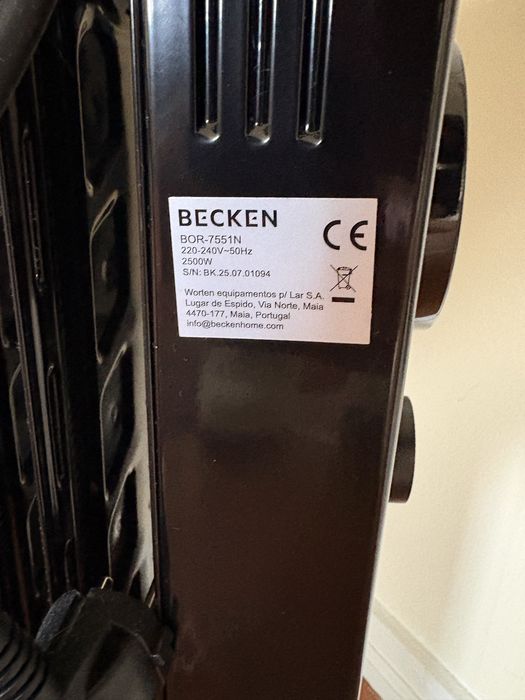 BECKEN
BOR-7551N
220-240V~50Hz
2500W
S/N: BK.25.07.01094
CE
Worten equipamentos p/ Lar S.A.
Lugar de Espido, Via Norte, Maia
4470-177, Maia, Portugal
info@beckenhome.com